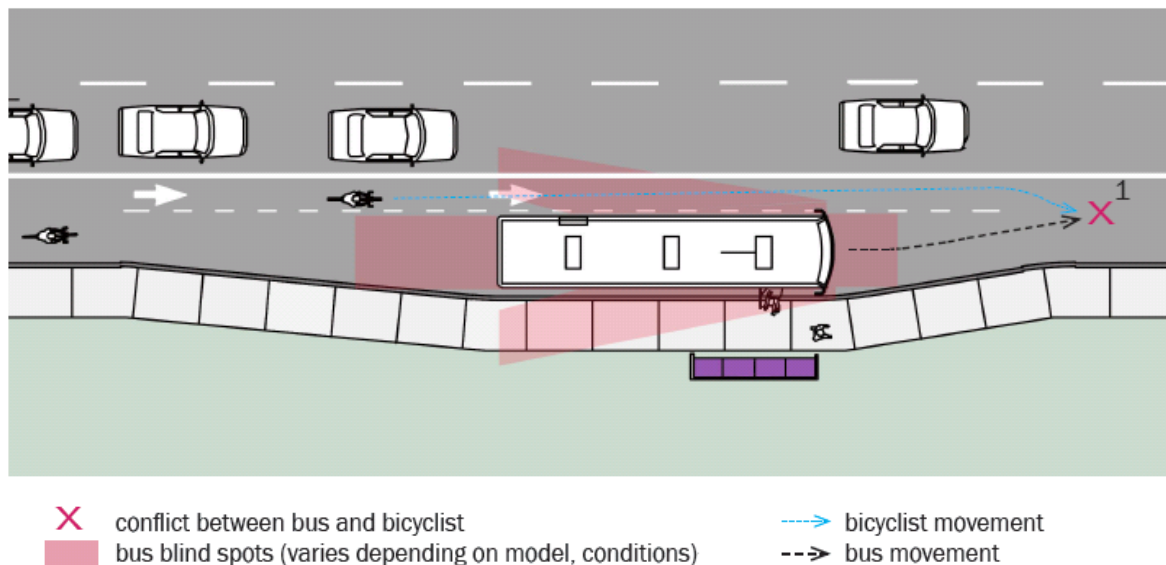 1
conflict between bus and bicyclist
bicyclist movement
bus blind spots (varies depending on model, conditions)
bus movement